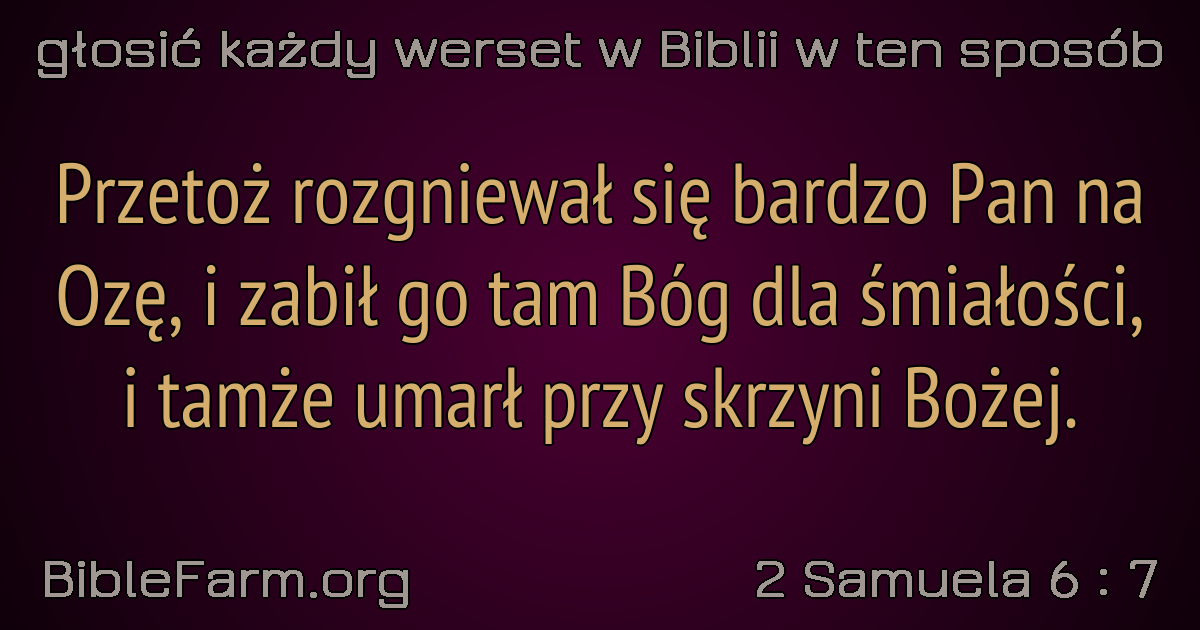 głosić każdy werset w Biblii w ten sposób
Przetoż rozgniewał się bardzo Pan na
Ozę, i zabił go tam Bóg dla śmiałości,
i tamże umarł przy skrzyni Bożej.
BibleFarm.org
2 Samuela 6 : 7